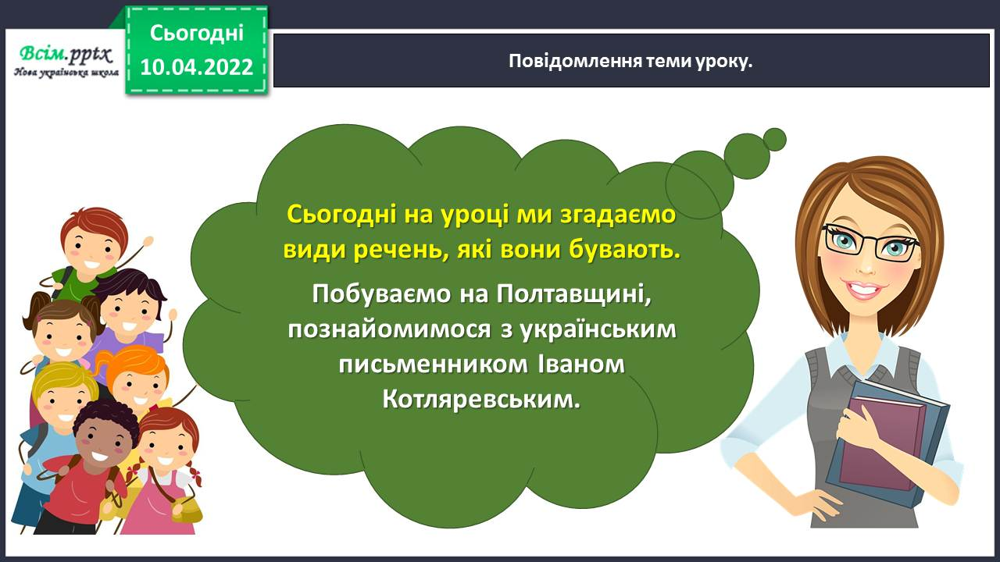 Всім.pptx
Нова українська школа
Сьогодні
10.04.2022
Повідомлення теми уроку.
Сьогодні на уроці ми згадаємо
види речень, які вони бувають.
Побуваємо на Полтавщині,
познайомимося з українським
письменником Іваном
Котляревським.